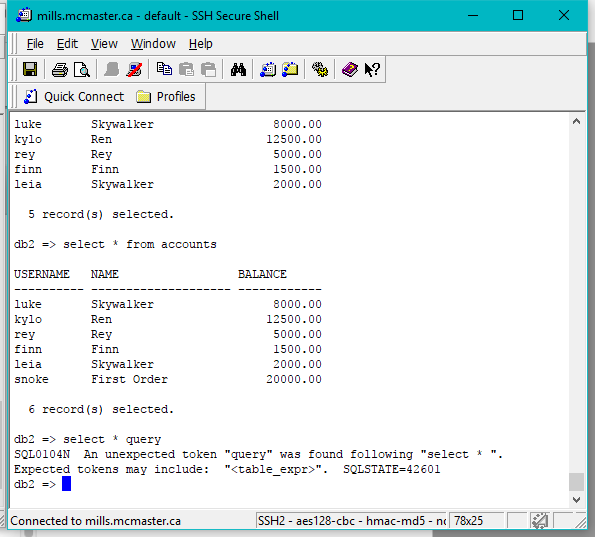 mills.mcmaster.ca - default - SSH Secure Shell
File Edit View Window Help
Quick Connect Profiles
luke Skywalker 8000.00
kylo Ren 12500.00
rey Rey 5000.00
finn Finn 1500.00
leia Skywalker 2000.00
5 record(s) selected.
db2 => select * from accounts
USERNAME NAME BALANCE
---------- -------------------- ------------
luke Skywalker 8000.00
kylo Ren 12500.00
rey Rey 5000.00
finn Finn 1500.00
leia Skywalker 2000.00
snoke First Order 20000.00
6 record(s) selected.
db2 => select * query
SQL0104N An unexpected token "query" was found following "select * ".
Expected tokens may include: "<table_expr>". SQLSTATE=42601
db2 =>
Connected to mills.mcmaster.ca SSH2 - aes128-cbc - hmac-md5 - 78x25